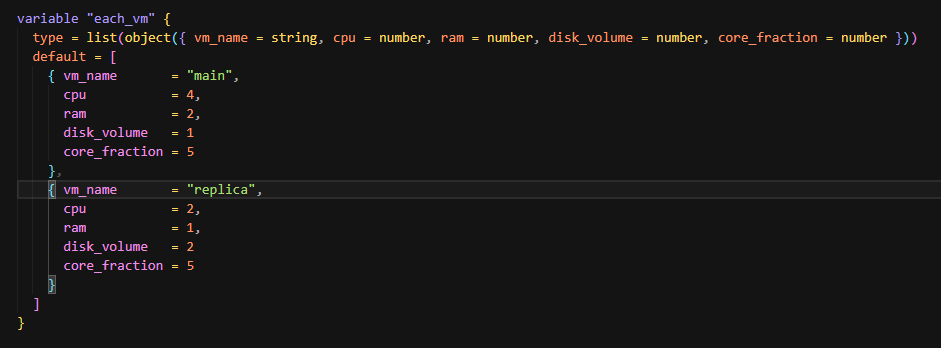 variable "each_vm" {
  type = list(object({ vm_name = string, cpu = number, ram = number, disk_volume = number, core_fraction = number }))
  default = [
    { vm_name       = "main",
      cpu           = 4,
      ram           = 2,
      disk_volume   = 1
      core_fraction = 5
    },
    { vm_name       = "replica",
      cpu           = 2,
      ram           = 1,
      disk_volume   = 2
      core_fraction = 5
    }
  ]
}